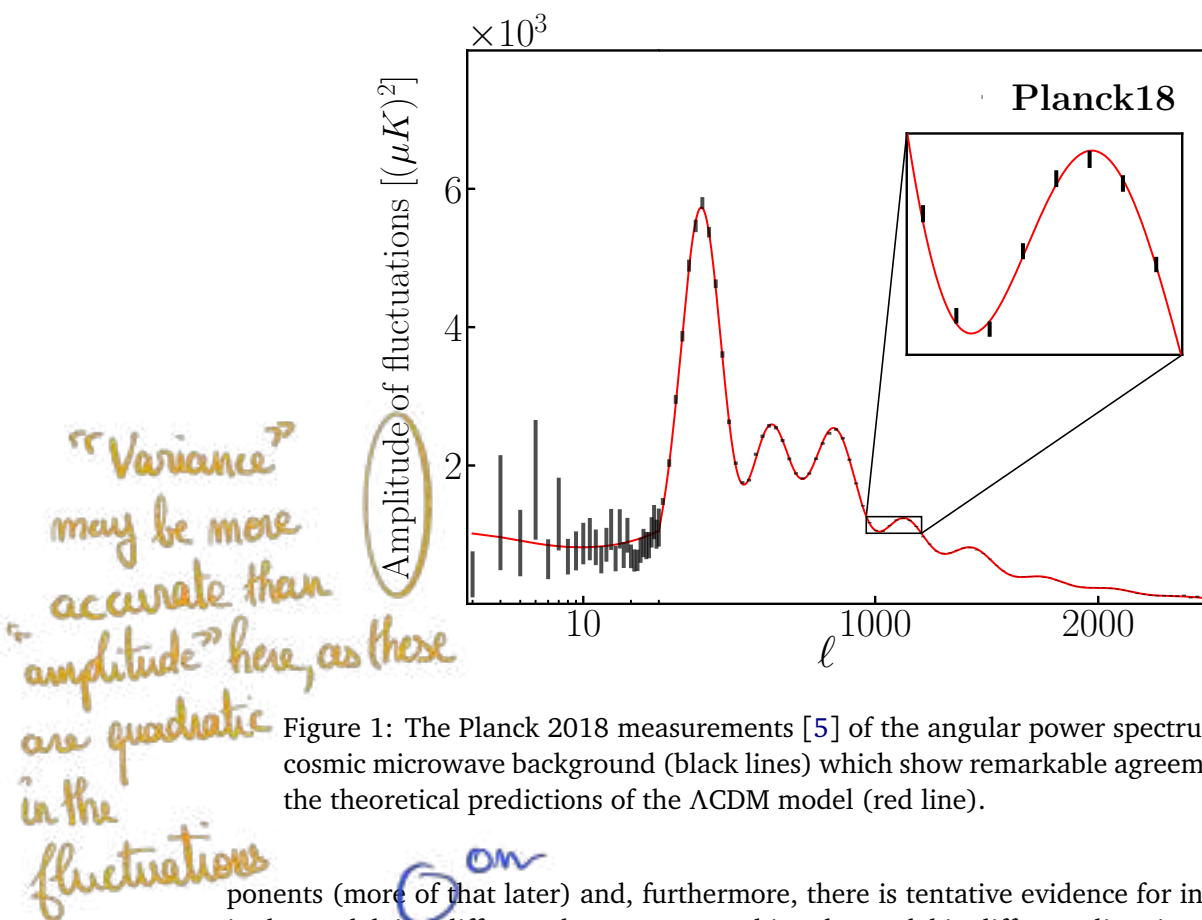 ×10³
Amplitude of fluctuations [(μK)²]
6
4
2
10
1000
2000
ℓ
Planck18
"Variance"
may be more
accurate than
"amplitude" here, as these
are quadratic
in the
fluctuations
Figure 1: The Planck 2018 measurements [5] of the angular power spectru
cosmic microwave background (black lines) which show remarkable agreem
the theoretical predictions of the ΛCDM model (red line).
on
ponents (more of that later) and, furthermore, there is tentative evidence for in